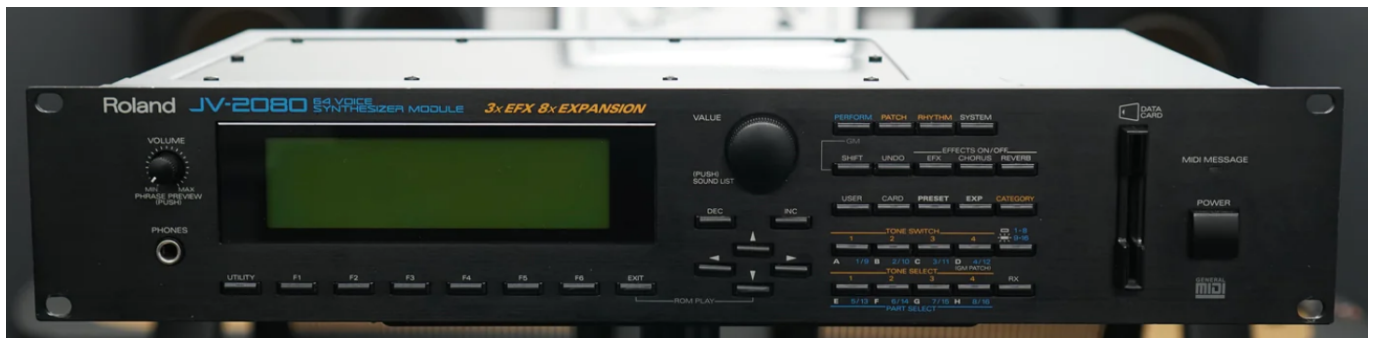 Roland JV-2080 64 VOICE SYNTHESIZER MODULE 3x EFX 8x EXPANSION
VOLUME
MIN MAX
PHRASE PREVIEW
(PUSH)
PHONES
UTILITY F1 F2 F3 F4 F5 F6 EXIT
RGM PLAY
VALUE
(PUSH)
SOUND LIST
DEC INC
PERFORM PATCH RHYTHM SYSTEM
GM
EFFECTS ON/OFF
SHIFT UNDO EFX CHORUS REVERB
USER CARD PRESET EXP CATEGORY
TONE SWITCH
1 2 3 4
1-8
9-16
A 1/9 B 2/10 C 3/11 D 4/12
(GM PATCH)
TONE SELECT
1 2 3 4 RX
E 5/13 F 6/14 G 7/15 H 8/16
PART SELECT
DATA
CARD
MIDI MESSAGE
POWER
GENERAL
MIDI